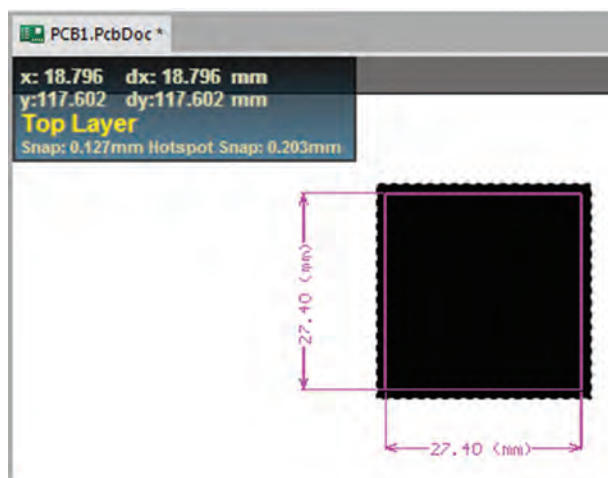 PCB1.PcbDoc *
x: 18.796 dx: 18.796 mm
y:117.602 dy:117.602 mm
Top Layer
Snap: 0.127mm Hotspot Snap: 0.203mm
27.40 (mm)
27.40 (mm)